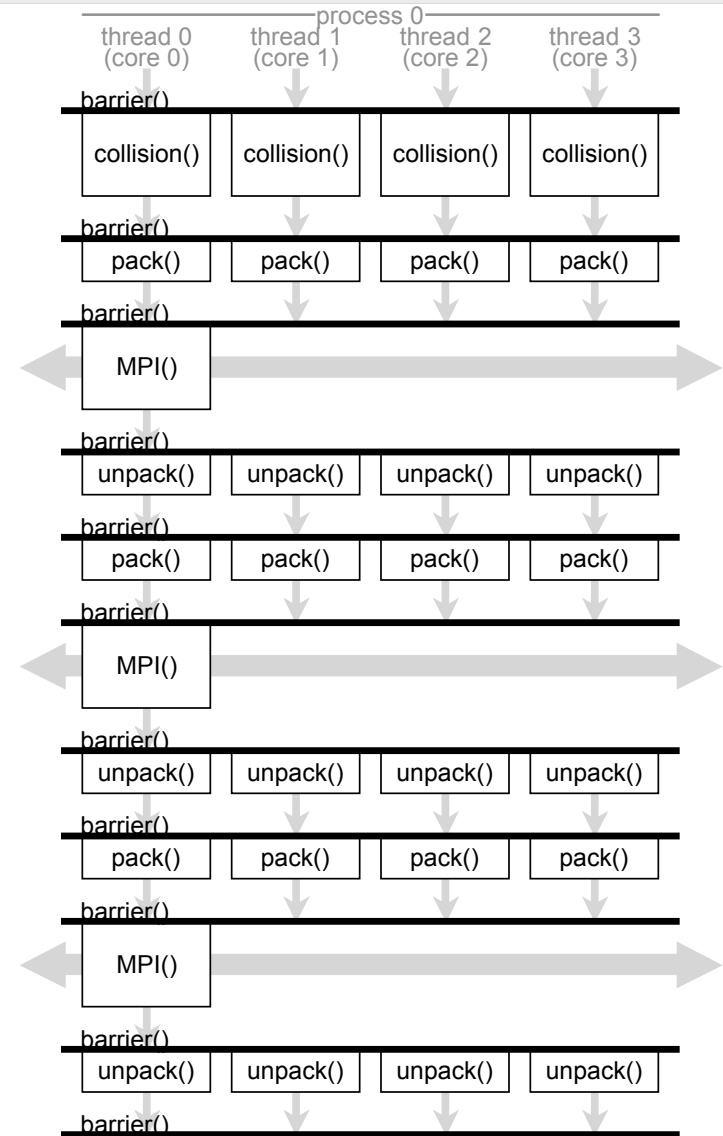 process 0
thread 0 thread 1 thread 2 thread 3
(core 0) (core 1) (core 2) (core 3)
barrier()
collision() collision() collision() collision()
barrier()
pack() pack() pack() pack()
barrier()
MPI()
barrier()
unpack() unpack() unpack() unpack()
barrier()
pack() pack() pack() pack()
barrier()
MPI()
barrier()
unpack() unpack() unpack() unpack()
barrier()
pack() pack() pack() pack()
barrier()
MPI()
barrier()
unpack() unpack() unpack() unpack()
barrier()